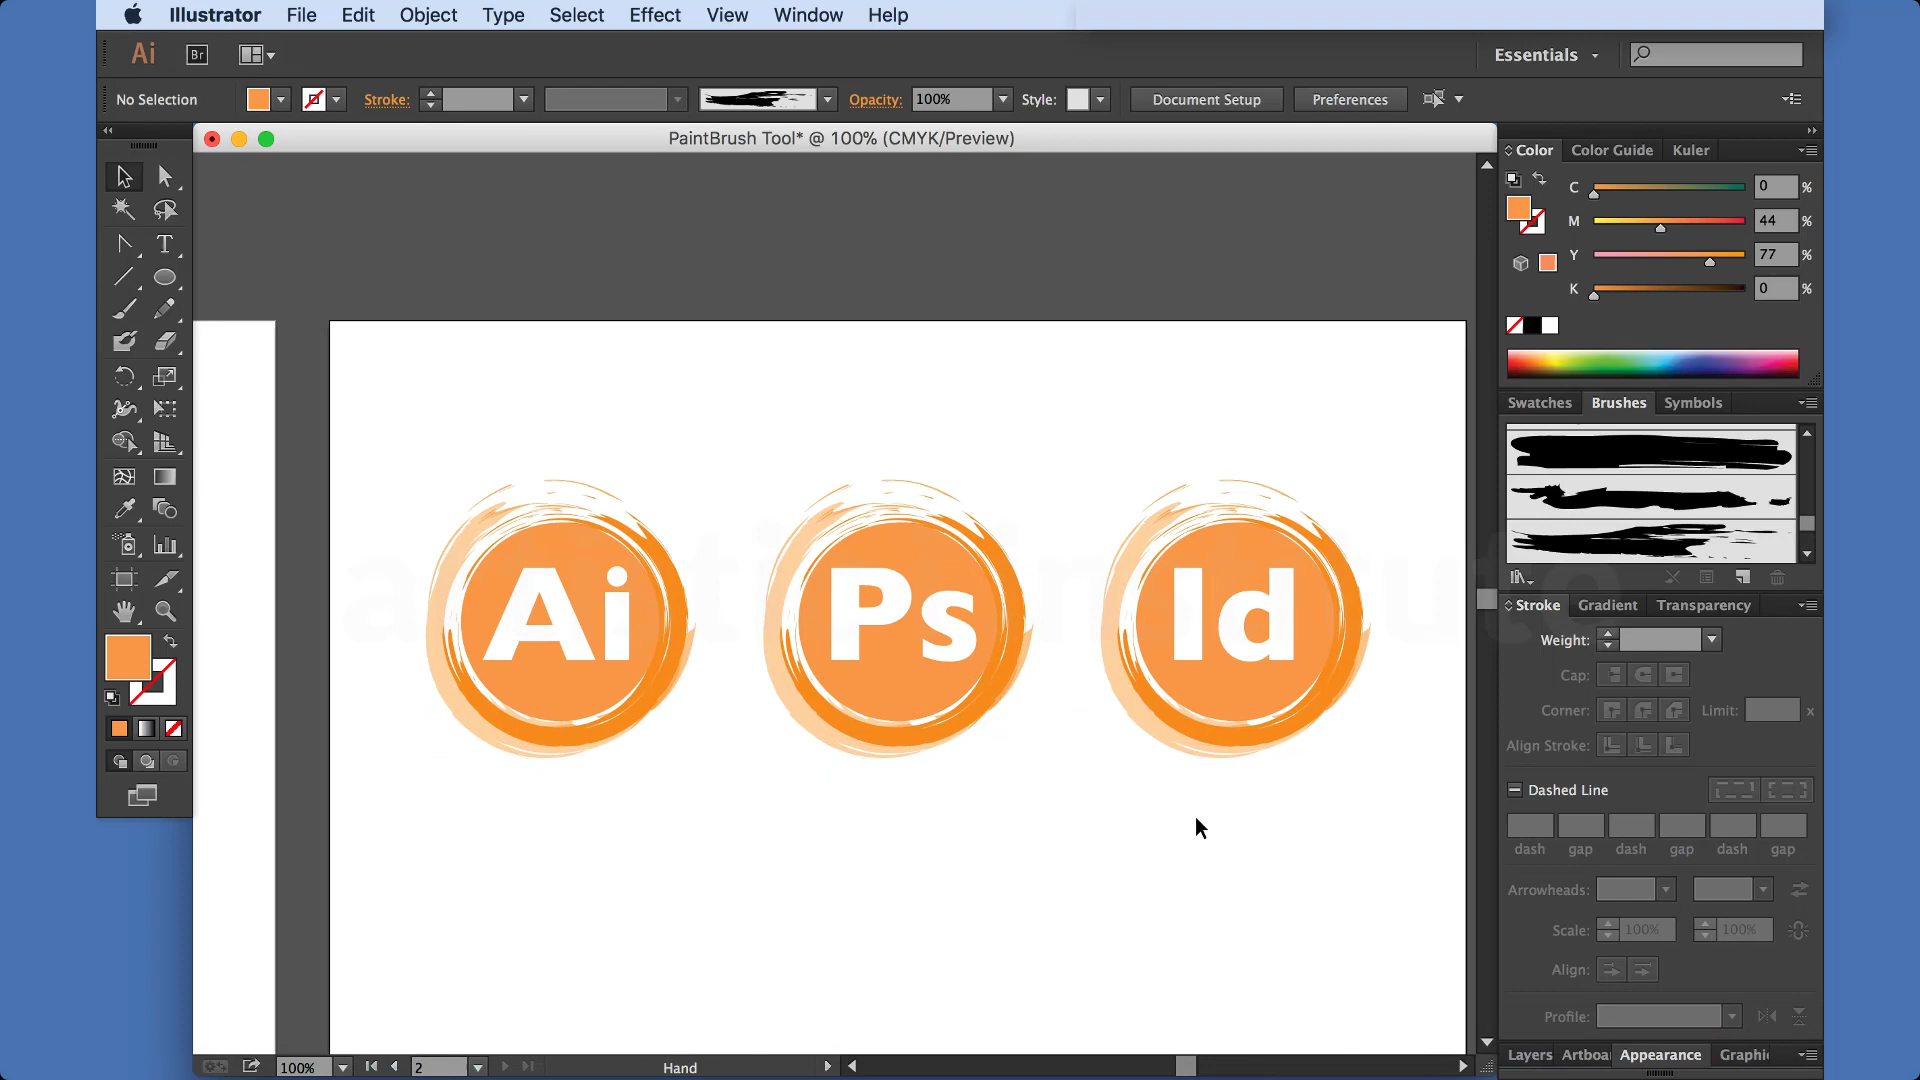 Illustrator File Edit Object Type Select Effect View Window Help
Ai Br Essentials
No Selection Stroke: Opacity: 100% Style: Document Setup Preferences
PaintBrush Tool* @ 100% (CMYK/Preview)
Color Color Guide Kuler
C 0 %
M 44 %
Y 77 %
K 0 %
Swatches Brushes Symbols
Ai Ps Id
Stroke Gradient Transparency
Weight:
Cap:
Corner: Limit: x
Align Stroke:
Dashed Line
dash gap dash gap dash gap
Arrowheads:
Scale: 100% 100%
Align:
Profile:
Layers Artboa Appearance Graphi
100% 2 Hand